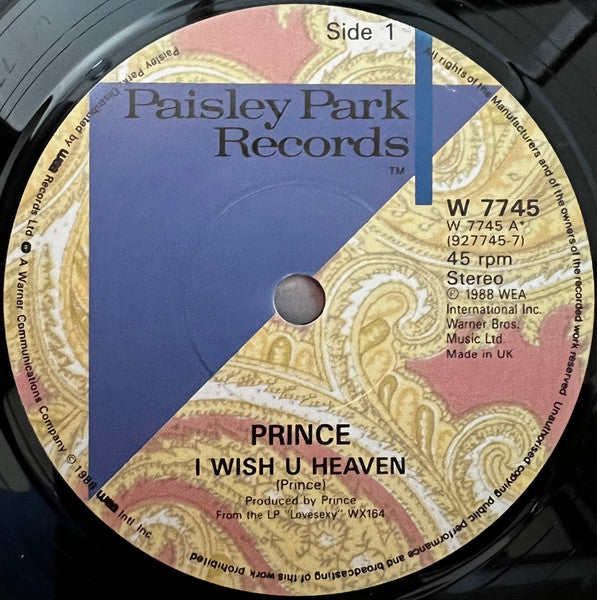 Side 1
Paisley Park
Records
TM
W 7745
W 7745 A*
(927745-7)
45 rpm
Stereo
℗ 1988 WEA
International Inc.
Warner Bros.
Music Ltd.
Made in UK
PRINCE
I WISH U HEAVEN
(Prince)
Produced by Prince
From the LP "Lovesexy" WX164
All rights of the Manufacturers and of the owners of the recorded work reserved Unauthorised copying public performance and broadcasting of this work prohibited
Paisley Park Distributed by wea Records Ltd A Warner Communications Company © 1988 wea Intl Inc